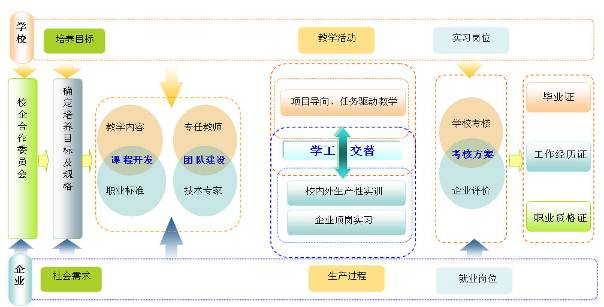 学校
培养目标
教学活动
实习岗位
校企合作委员会
确定培养目标及规格
教学内容
课程开发
职业标准
专任教师
团队建设
技术专家
项目导向、任务驱动教学
学工 交替
校内外生产性实训
企业顶岗实习
学校考核
考核方案
企业评价
毕业证
工作经历证
职业资格证
企业
社会需求
生产过程
就业岗位